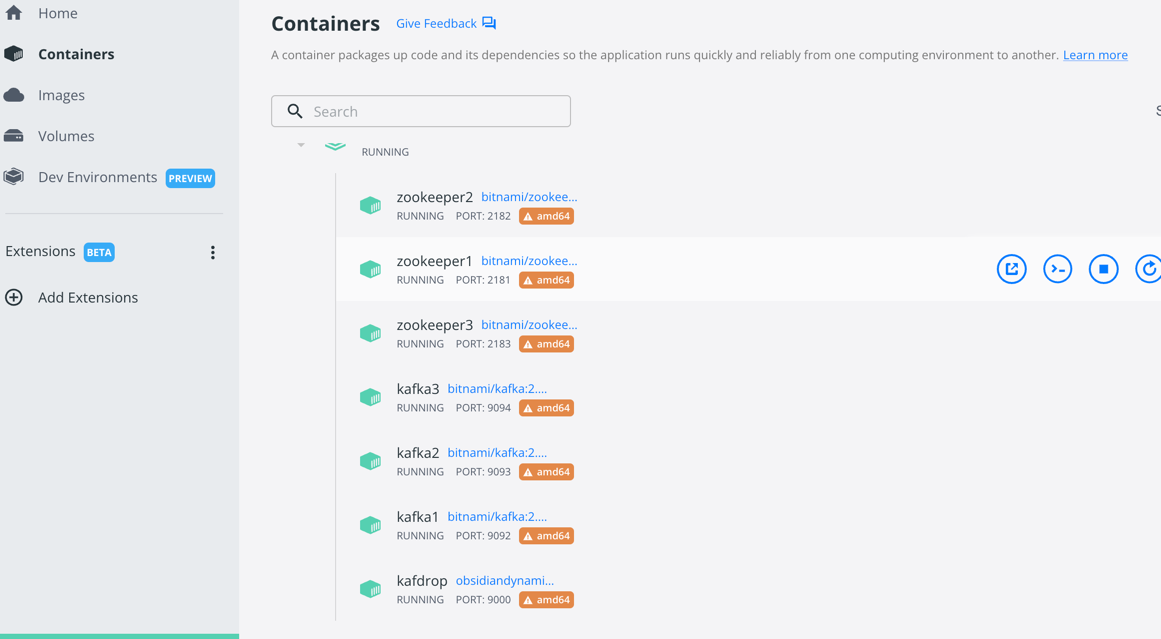 Home
Containers
Images
Volumes
Dev Environments PREVIEW
Extensions BETA
Add Extensions
Containers Give Feedback
A container packages up code and its dependencies so the application runs quickly and reliably from one computing environment to another. Learn more
Search
RUNNING
zookeeper2 bitnami/zookee...
RUNNING PORT: 2182 amd64
zookeeper1 bitnami/zookee...
RUNNING PORT: 2181 amd64
zookeeper3 bitnami/zookee...
RUNNING PORT: 2183 amd64
kafka3 bitnami/kafka:2....
RUNNING PORT: 9094 amd64
kafka2 bitnami/kafka:2....
RUNNING PORT: 9093 amd64
kafka1 bitnami/kafka:2....
RUNNING PORT: 9092 amd64
kafdrop obsidiandynami...
RUNNING PORT: 9000 amd64